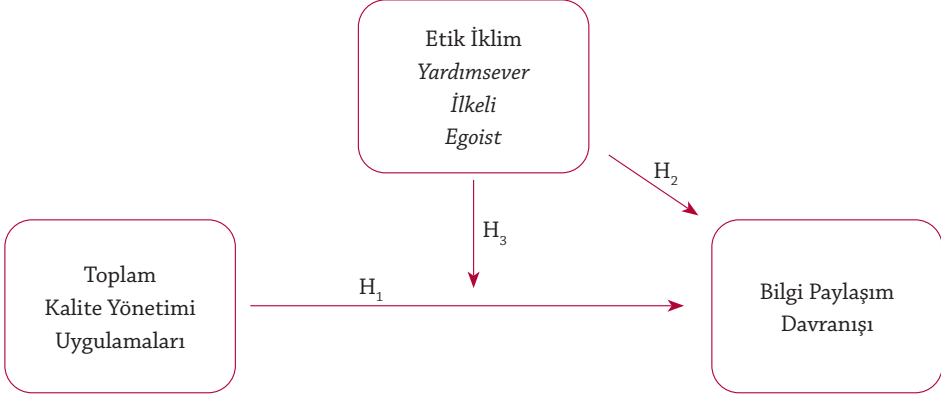 Etik İklim
Yardımsever
İlkeli
Egoist
H2
H3
H1
Toplam
Kalite Yönetimi
Uygulamaları
Bilgi Paylaşım
Davranışı